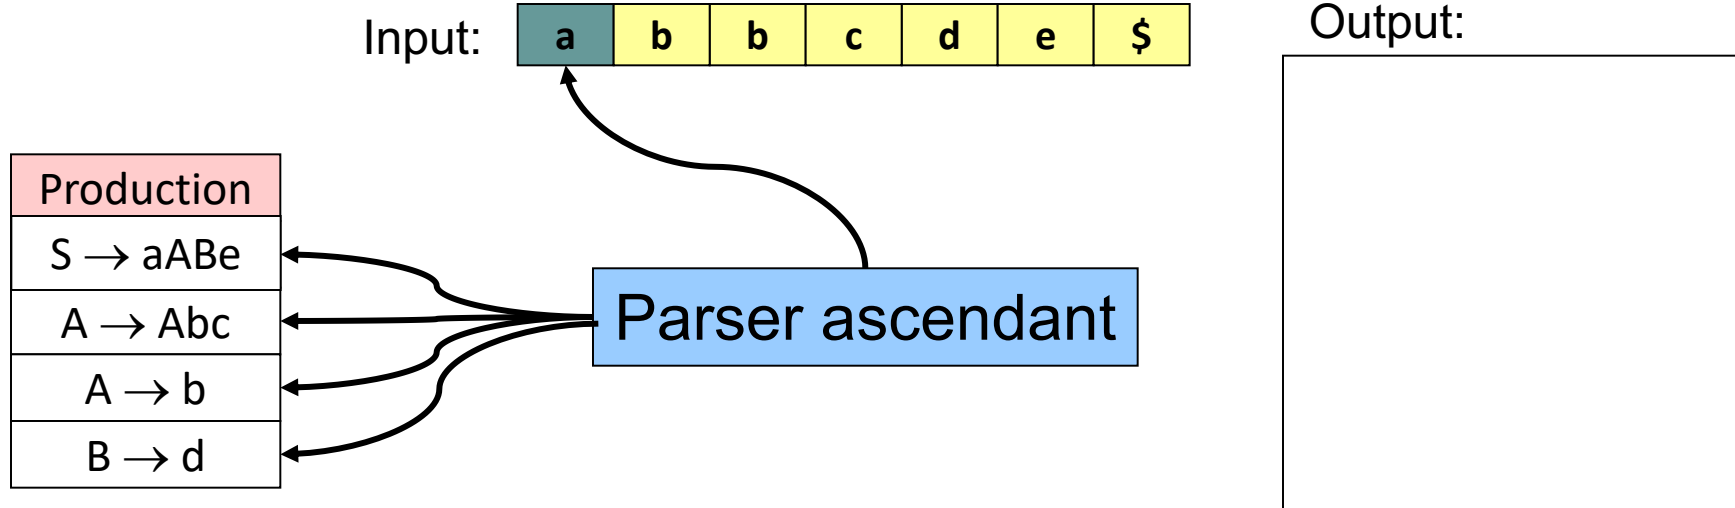 Input: a b b c d e $
Output:
Production
S → aABe
A → Abc
A → b
B → d
Parser ascendant